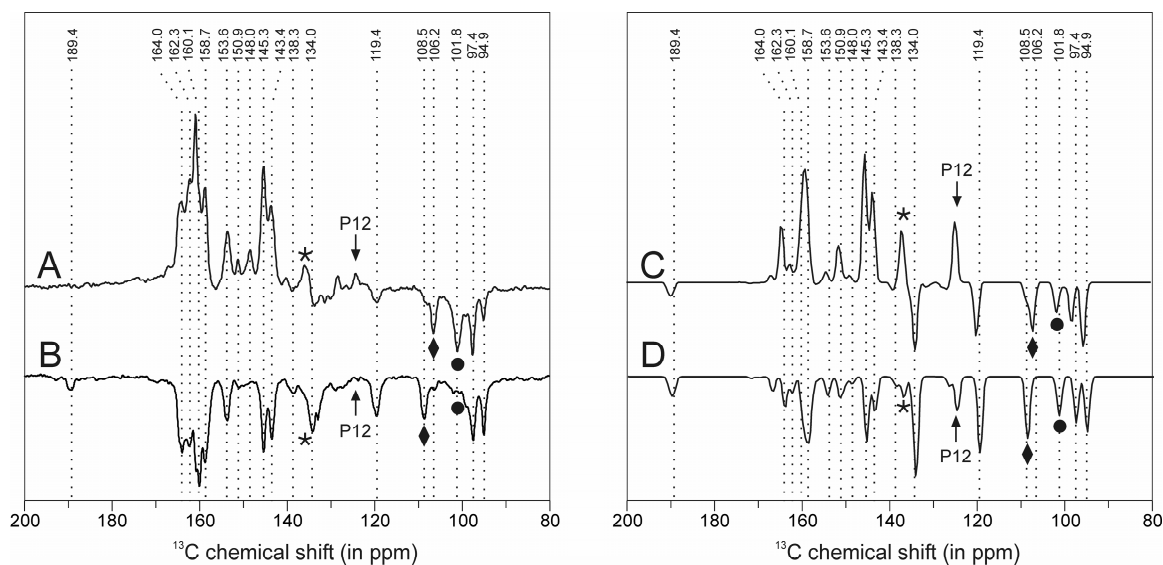 189.4 164.0 162.3 160.1 158.7 153.6 150.9 148.0 145.3 143.4 138.3 134.0 119.4 108.5 106.2 101.8 97.4 94.9
P12
*
A
B
*
P12
200 180 160 140 120 100 80
13C chemical shift (in ppm)
189.4 164.0 162.3 160.1 158.7 153.6 150.9 148.0 145.3 143.4 138.3 134.0 119.4 108.5 106.2 101.8 97.4 94.9
P12
*
C
D
*
P12
200 180 160 140 120 100 80
13C chemical shift (in ppm)